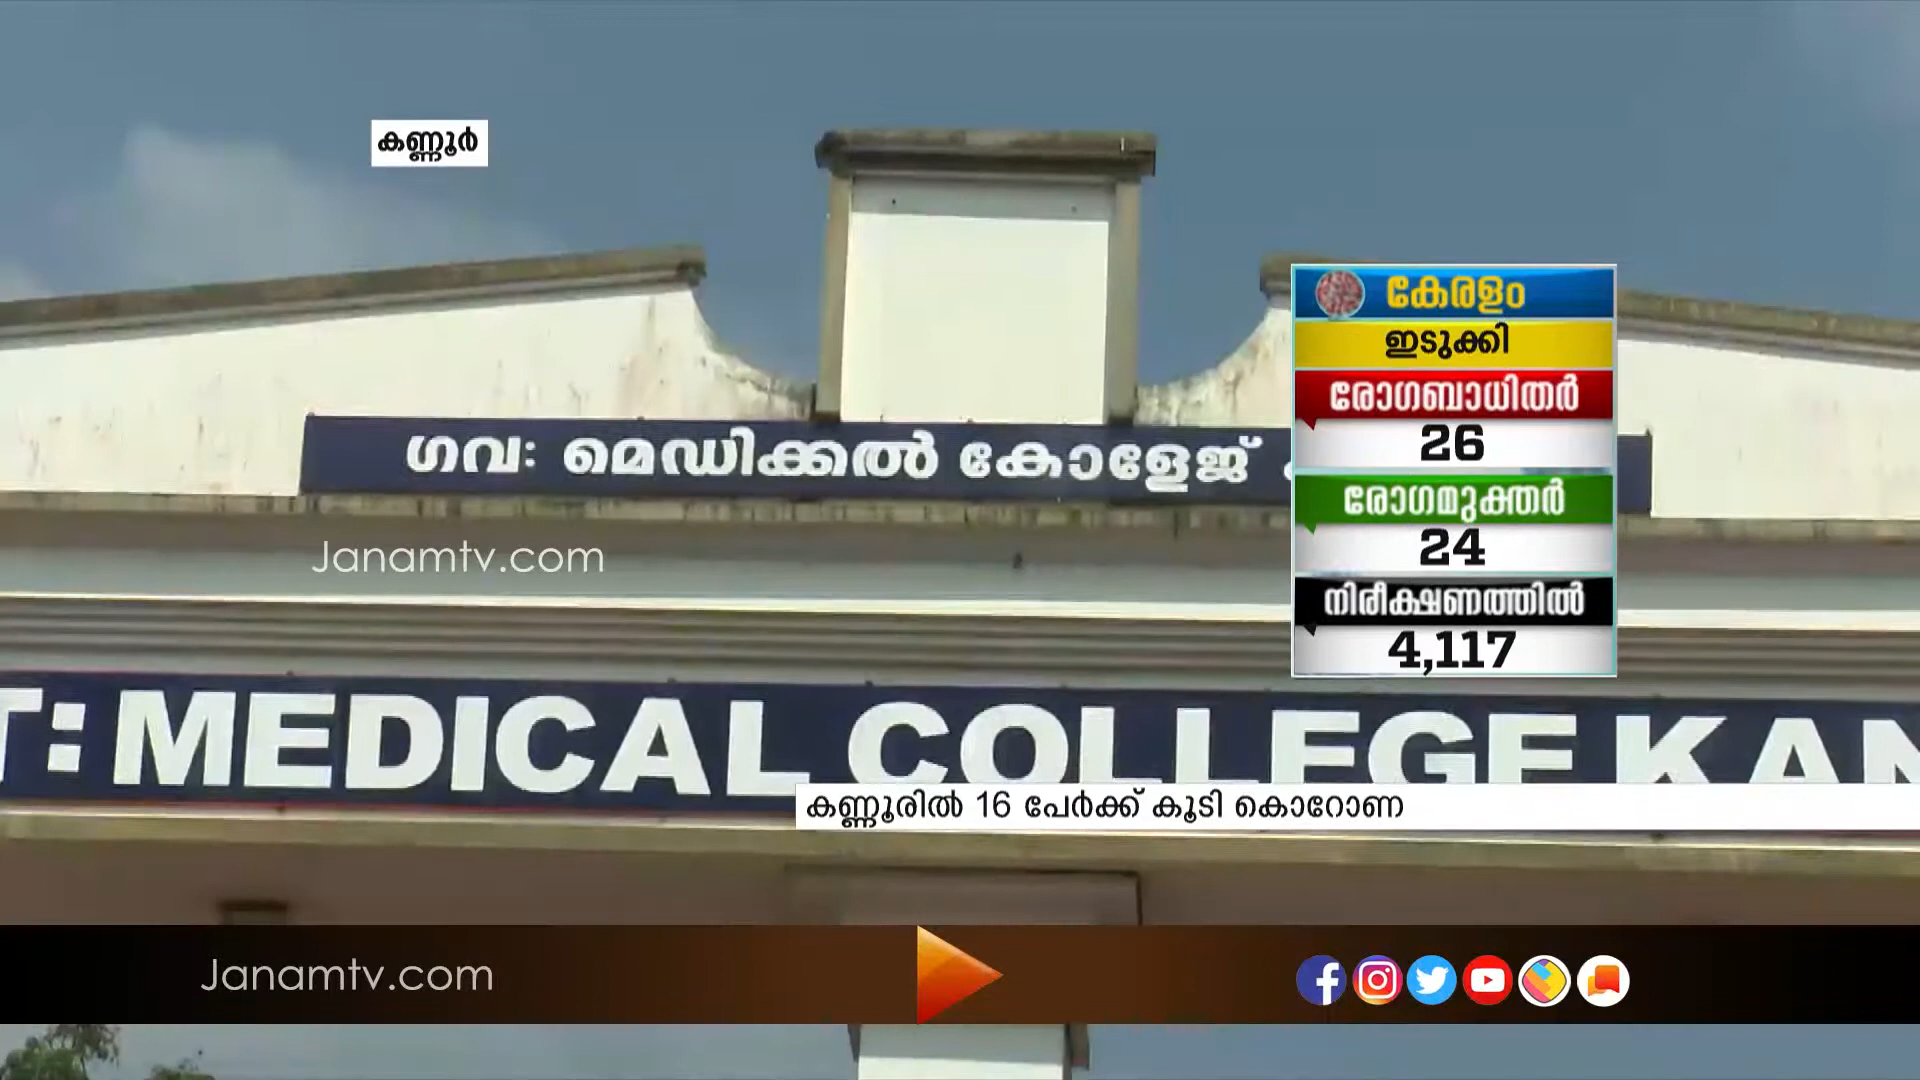 കണ്ണൂർ
കേരളം
ഇടുക്കി
രോഗബാധിതർ
26
രോഗമുക്തർ
24
നിരീക്ഷണത്തിൽ
4,117
ഗവ: മെഡിക്കൽ കോളേജ്
Janamtv.com
T: MEDICAL COLLEGE KAN
കണ്ണൂരിൽ 16 പേർക്ക് കൂടി കൊറോണ
Janamtv.com